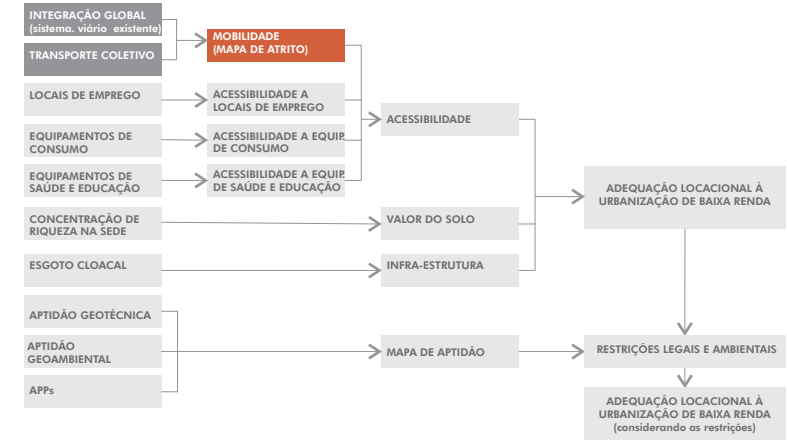 INTEGRAÇÃO GLOBAL
(sistema. viário existente)
TRANSPORTE COLETIVO
MOBILIDADE
(MAPA DE ATRITO)
LOCAIS DE EMPREGO
ACESSIBILIDADE A
LOCAIS DE EMPREGO
EQUIPAMENTOS DE
CONSUMO
ACESSIBILIDADE A EQUIP.
DE CONSUMO
EQUIPAMENTOS DE
SAÚDE E EDUCAÇÃO
ACESSIBILIDADE A EQUIP.
DE SAÚDE E EDUCAÇÃO
ACESSIBILIDADE
CONCENTRAÇÃO DE
RIQUEZA NA SEDE
VALOR DO SOLO
ESGOTO CLOACAL
INFRA-ESTRUTURA
ADEQUAÇÃO LOCACIONAL À
URBANIZAÇÃO DE BAIXA RENDA
APTIDÃO GEOTÉCNICA
APTIDÃO
GEOAMBIENTAL
APPs
MAPA DE APTIDÃO
RESTRIÇÕES LEGAIS E AMBIENTAIS
ADEQUAÇÃO LOCACIONAL À
URBANIZAÇÃO DE BAIXA RENDA
(considerando as restrições)